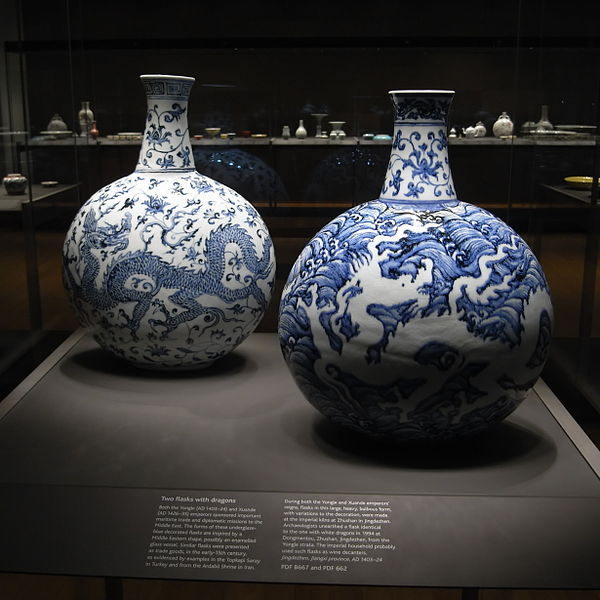 Two flasks with dragons
Both the Yongle (AD 1403–24) and Xuande
(AD 1426–35) emperors sponsored important
maritime trade and diplomatic missions to the
Middle East. The forms of these underglaze-
blue decorated flasks are inspired by a
Middle Eastern shape, possibly an enamelled
glass vessel. Similar flasks were presented
as trade goods, in the early 15th century,
as evidenced by examples in the Topkapi Saray
in Turkey and from the Ardabil Shrine in Iran.
During both the Yongle and Xuande emperors'
reigns, flasks in this large, heavy, bulbous form,
with variations to the decoration, were made
at the imperial kilns at Zhushan in Jingdezhen.
Archaeologists unearthed a flask identical
to the one with white dragons in 1994 at
Dongmentou, Zhushan, Jingdezhen, from the
Yongle strata. The imperial household probably
used such flasks as wine decanters.
Jingdezhen, Jiangxi province, AD 1403–24
PDF B667 and PDF 662